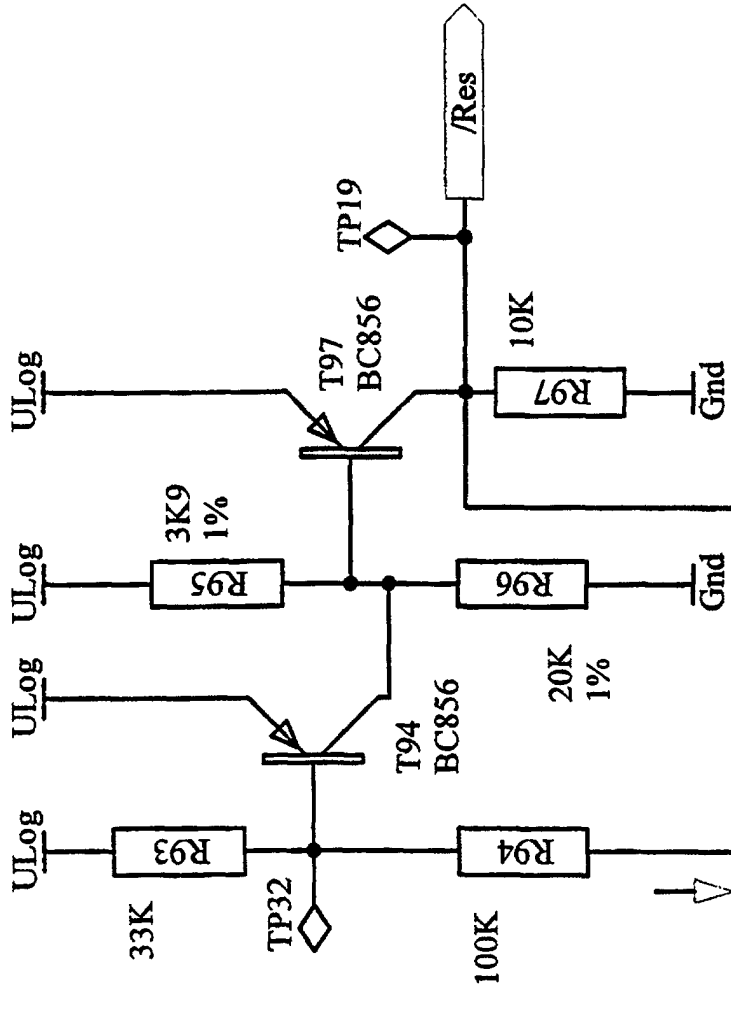 /Res
TP19
ULog
T97
BC856
10K
R97
Gnd
ULog
3K9
1%
R95
R96
20K
1%
Gnd
ULog
T94
BC856
ULog
33K
R93
TP32
R94
100K